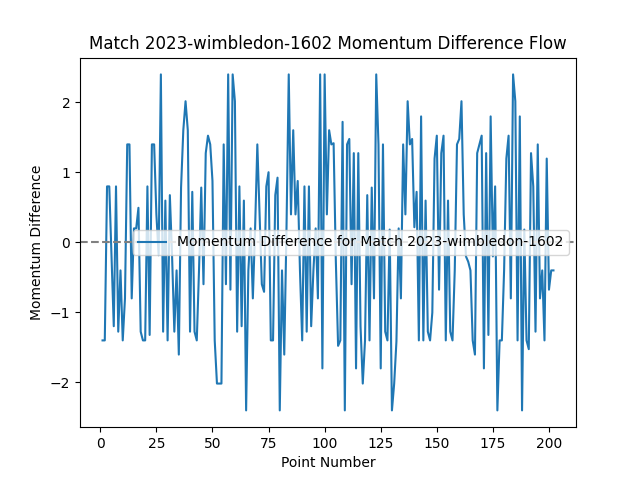 Match 2023-wimbledon-1602 Momentum Difference Flow
2
1
0
−1
−2
Momentum Difference
Momentum Difference for Match 2023-wimbledon-1602
0 25 50 75 100 125 150 175 200
Point Number